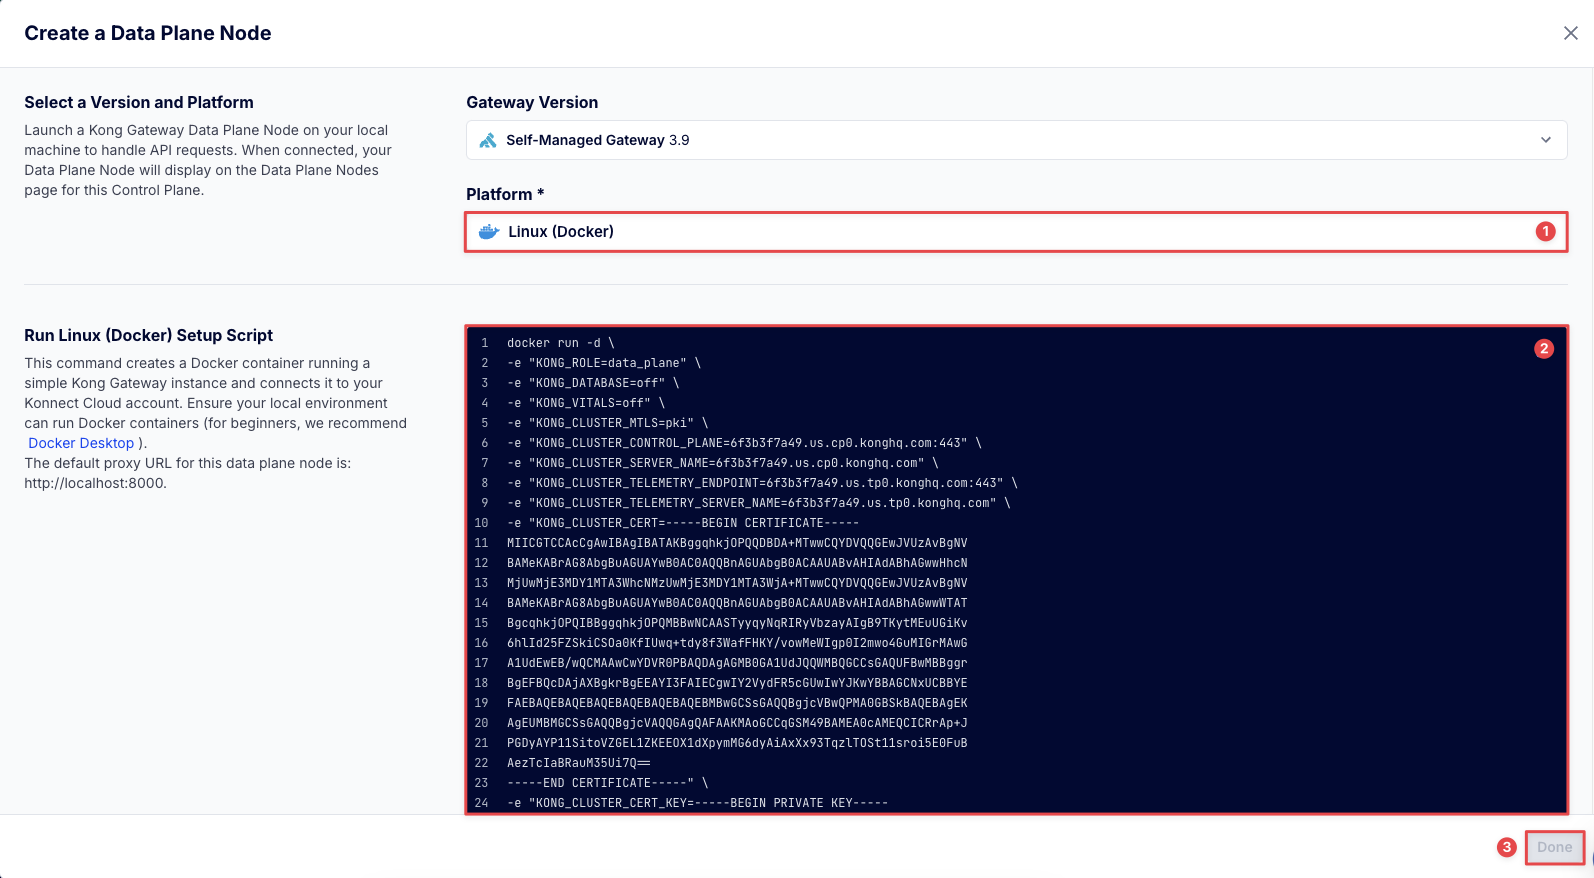 Create a Data Plane Node
Select a Version and Platform
Launch a Kong Gateway Data Plane Node on your local
machine to handle API requests. When connected, your
Data Plane Node will display on the Data Plane Nodes
page for this Control Plane.
Gateway Version
Self-Managed Gateway 3.9
Platform *
Linux (Docker)
1
Run Linux (Docker) Setup Script
This command creates a Docker container running a
simple Kong Gateway instance and connects it to your
Konnect Cloud account. Ensure your local environment
can run Docker containers (for beginners, we recommend
Docker Desktop ).
The default proxy URL for this data plane node is:
http://localhost:8000.
2
1 docker run -d \
2 -e "KONG_ROLE=data_plane" \
3 -e "KONG_DATABASE=off" \
4 -e "KONG_VITALS=off" \
5 -e "KONG_CLUSTER_MTLS=pki" \
6 -e "KONG_CLUSTER_CONTROL_PLANE=6f3b3f7a49.us.cp0.konghq.com:443" \
7 -e "KONG_CLUSTER_SERVER_NAME=6f3b3f7a49.us.cp0.konghq.com" \
8 -e "KONG_CLUSTER_TELEMETRY_ENDPOINT=6f3b3f7a49.us.tp0.konghq.com:443" \
9 -e "KONG_CLUSTER_TELEMETRY_SERVER_NAME=6f3b3f7a49.us.tp0.konghq.com" \
10 -e "KONG_CLUSTER_CERT=-----BEGIN CERTIFICATE-----
11 MIICGTCCAcCgAwIBAgIBATAKBggqhkjOPQQDBDA+MTwwCQYDVQQGEwJVUzAvBgNV
12 BAMeKABrAG8AbgBuAGUAYwB0AC0AQQBnAGUAbgB0ACAAUABvAHIAdABhAGwwHhcN
13 MjUwMjE3MDY1MTA3WhcNMzUwMjE3MDY1MTA3WjA+MTwwCQYDVQQGEwJVUzAvBgNV
14 BAMeKABrAG8AbgBuAGUAYwB0AC0AQQBnAGUAbgB0ACAAUABvAHIAdABhAGwwWTAT
15 BgcqhkjOPQIBBggqhkjOPQMBBwNCAASTyyqyNqRIRyVbzayAIgB9TKytMEuUGiKv
16 6hlId25FZSkiCSOa0KfIUwq+tdy8f3WafFHKY/vowMeWIgp0I2mwo4GuMIGrMAwG
17 A1UdEwEB/wQCMAAwCwYDVR0PBAQDAgAGMB0GA1UdJQQWMBQGCCsGAQUFBwMBBggr
18 BgEFBQcDAjAXBgkrBgEEAYI3FAIECgwIY2VydFR5cGUwIwYJKwYBBAGCNxUCBBYE
19 FAEBAQEBAQEBAQEBAQEBAQEBAQEBMBwGCSsGAQQBgjcVBwQPMA0GBSkBAQEBAgEK
20 AgEUMBMGCSsGAQQBgjcVAQQGAgQAFAAKMAoGCCqGSM49BAMEA0cAMEQCICRrAp+J
21 PGDyAYP11SitoVZGEL1ZKEEOX1dXpymMG6dyAiAxXx93TqzlTOSt11sroi5E0FuB
22 AezTcIaBRauM35Ui7Q==
23 -----END CERTIFICATE-----" \
24 -e "KONG_CLUSTER_CERT_KEY=-----BEGIN PRIVATE KEY-----
3
Done